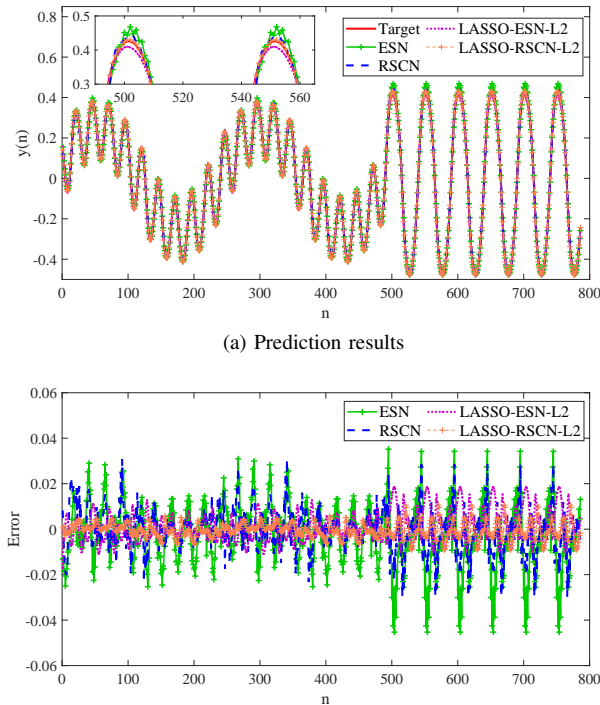 0.5
0.4
0.3
500
520
540
560
Target
ESN
RSCN
LASSO-ESN-L2
LASSO-RSCN-L2
0.6
0.4
0.2
0
-0.2
-0.4
y(n)
0 100 200 300 400 500 600 700 800
n
(a) Prediction results
0.06
0.04
0.02
0
-0.02
-0.04
-0.06
Error
ESN
RSCN
LASSO-ESN-L2
LASSO-RSCN-L2
0 100 200 300 400 500 600 700 800
n